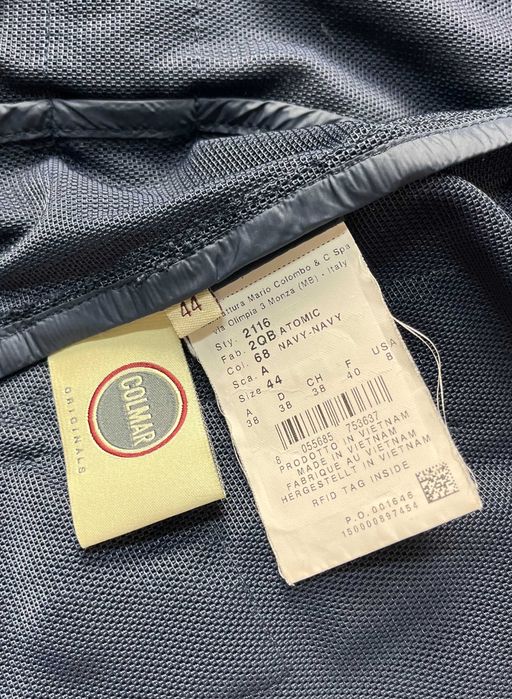 44
COLMAR
ORIGINALS
ttura Mario Colombo & C Spa
ia Olimpia 3 Monza (MB) - Italy
Sty. 2116
Fab. 2QB ATOMIC
Col. 68 NAVY-NAVY
Sca. A
Size 44
A D CH F USA
38 38 38 40 8
8 055685 753637
PRODOTTO IN VIETNAM
MADE IN VIETNAM
FABRIQUE AU VIETNAM
HERGESTELLT IN VIETNAM
RFID TAG INSIDE
P.O. 001646
150000897454